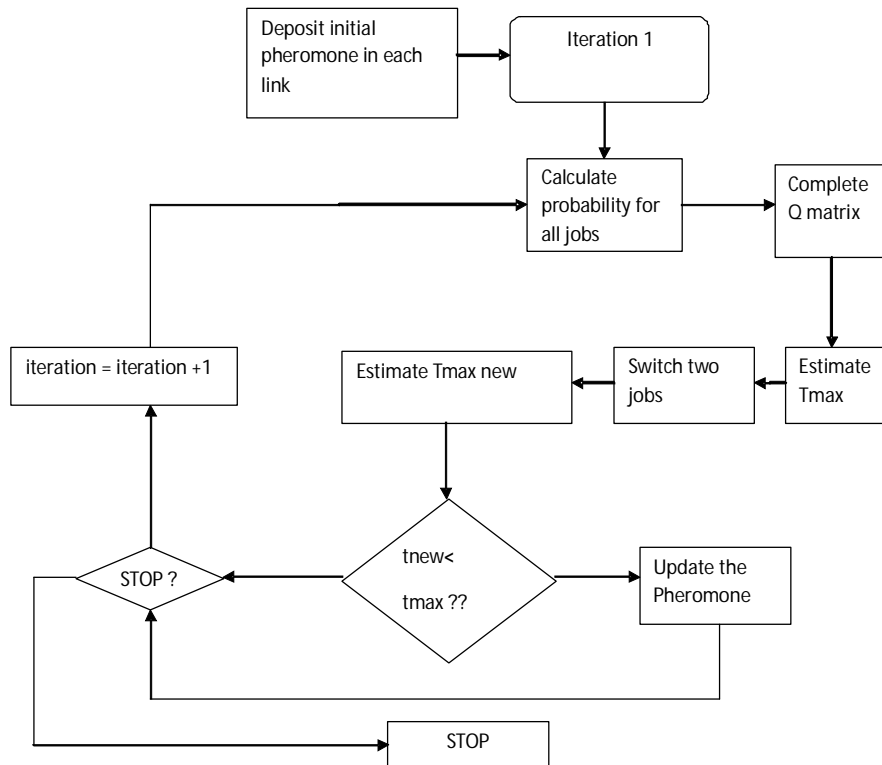 Deposit initial
pheromone in each
link
Iteration 1
Calculate
probability for
all jobs
Complete
Q matrix
Estimate
Tmax
Switch two
jobs
Estimate Tmax new
iteration = iteration +1
tnew<
tmax ??
Update the
Pheromone
STOP ?
STOP